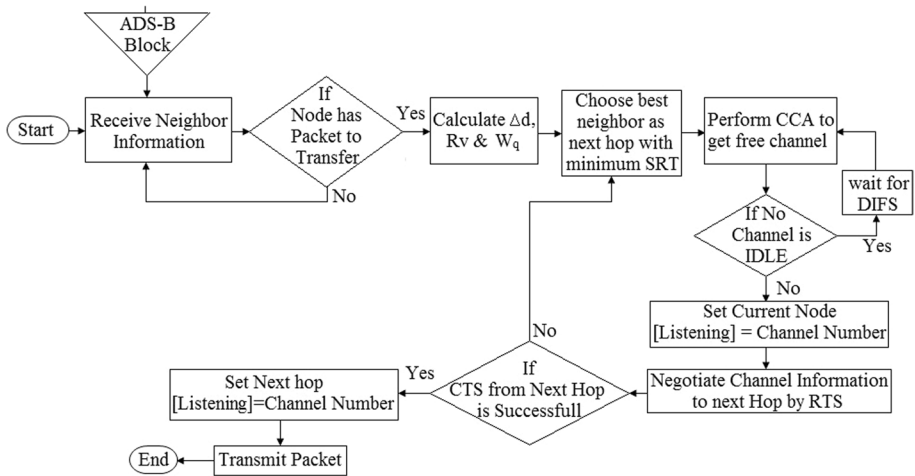 ADS-B
Block
Start
Receive Neighbor
Information
If
Node has
Packet to
Transfer
Yes
No
Calculate Δd,
Rv & Wq
Choose best
neighbor as
next hop with
minimum SRT
Perform CCA to
get free channel
wait for
DIFS
If No
Channel is
IDLE
Yes
No
Set Current Node
[Listening] = Channel Number
Negotiate Channel Information
to next Hop by RTS
If
CTS from Next Hop
is Successfull
No
Yes
Set Next hop
[Listening]=Channel Number
Transmit Packet
End